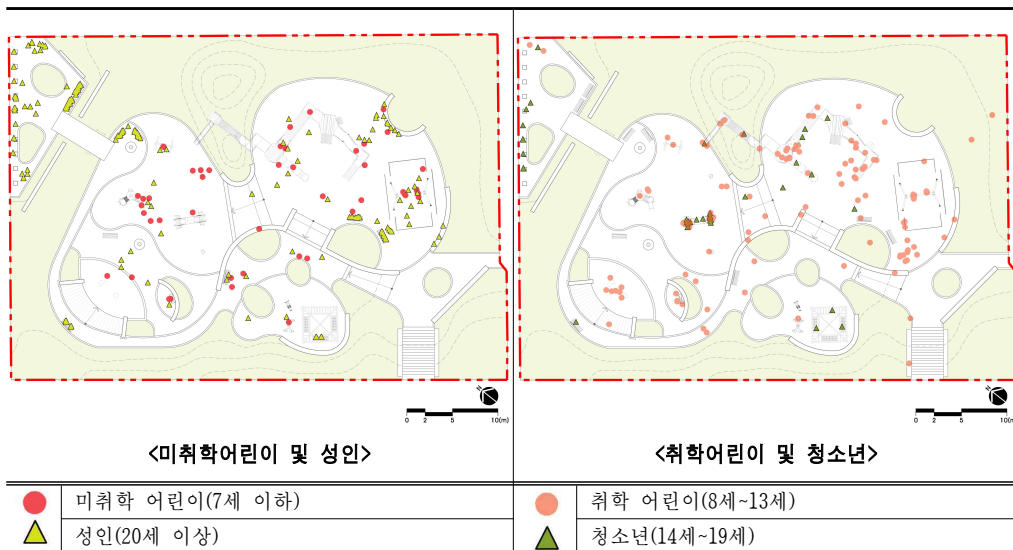 N
N
0 2 5 10(m)
0 2 5 10(m)
<미취학어린이 및 성인>
<취학어린이 및 청소년>
미취학 어린이(7세 이하)
취학 어린이(8세~13세)
성인(20세 이상)
청소년(14세~19세)